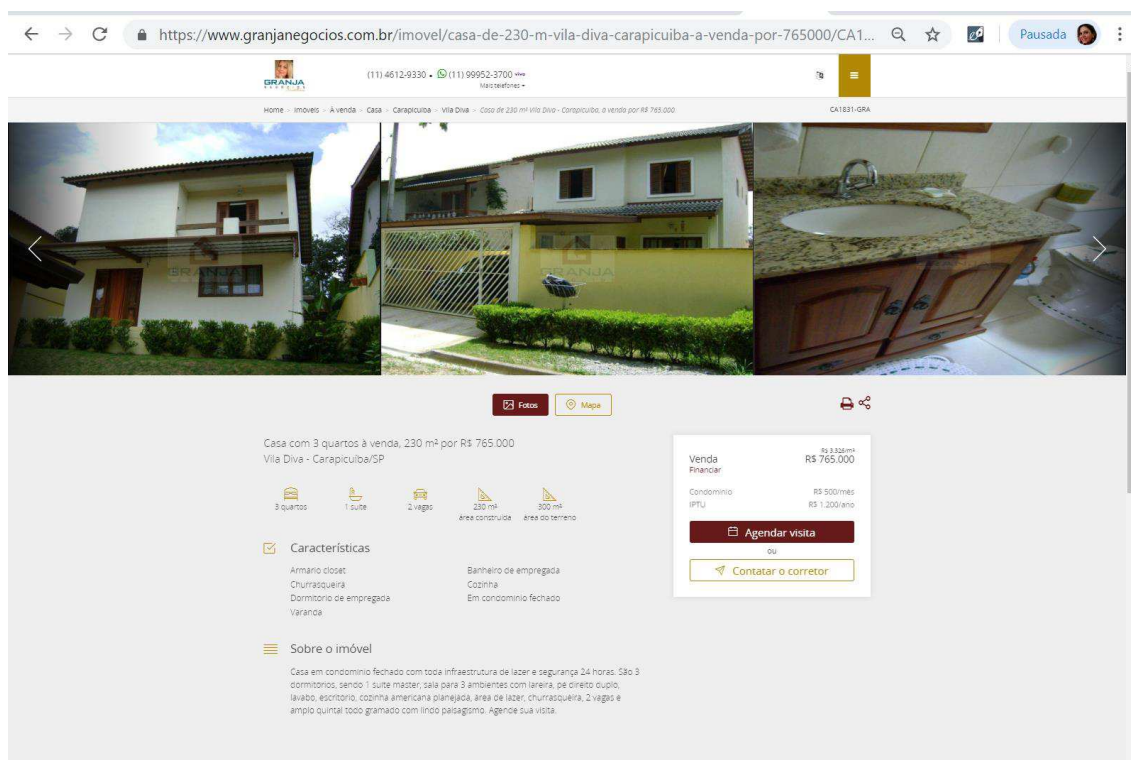 https://www.granjanegocios.com.br/imovel/casa-de-230-m-vila-diva-carapicuiba-a-venda-por-765000/CA1...
Pausada
GRANJA
(11) 4612-9330 • (11) 99952-3700 vivo
Mais telefones
Home > Imóveis > À venda > Casa > Carapicuíba > Vila Diva > Casa de 230 m² Vila Diva - Carapicuíba, à venda por R$ 765.000
CA1831-GRA
GRANJA
GRANJA
Fotos
Mapa
Casa com 3 quartos à venda, 230 m² por R$ 765.000
Vila Diva - Carapicuíba/SP
3 quartos
1 suíte
2 vagas
230 m²
área construída
300 m²
área do terreno
R$ 3.326/m²
Venda R$ 765.000
Financiar
Condomínio R$ 500/mês
IPTU R$ 1.200/ano
Agendar visita
ou
Contatar o corretor
Características
Armário closet
Banheiro de empregada
Churrasqueira
Cozinha
Dormitório de empregada
Em condomínio fechado
Varanda
Sobre o imóvel
Casa em condomínio fechado com toda infraestrutura de lazer e segurança 24 horas. São 3
dormitórios, sendo 1 suíte master, sala para 3 ambientes com lareira, pé direito duplo,
lavabo, escritório, cozinha americana planejada, área de lazer, churrasqueira, 2 vagas e
amplo quintal todo gramado com lindo paisagismo. Agende sua visita.